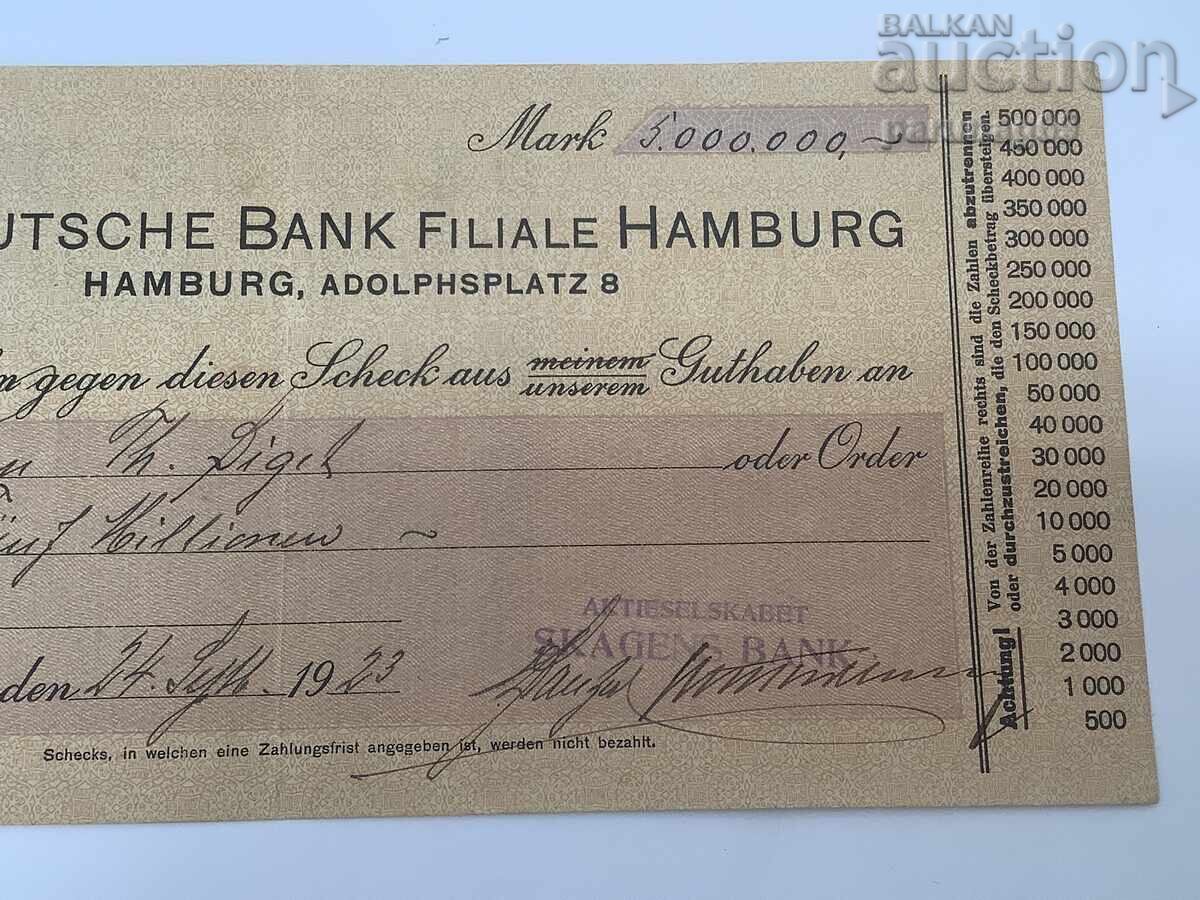 BALKAN
auction
Mark 5.000.000,-
UTSCHE BANK FILIALE HAMBURG
HAMBURG, ADOLPHSPLATZ 8
gegen diesen Scheck aus meinem unserem Guthaben an
Th. Digel
oder Order
ünf Millionen ~
AKTIESELSKABET
SKAGENS BANK
den 24. Septb. 1923
Schecks, in welchen eine Zahlungsfrist angegeben ist, werden nicht bezahlt.
Achtung! Von der Zahlenreihe rechts sind die Zahlen abzutrennen
oder durchzustreichen, die den Scheckbetrag übersteigen.
500 000
450 000
400 000
350 000
300 000
250 000
200 000
150 000
100 000
50 000
40 000
30 000
20 000
10 000
5 000
4 000
3 000
2 000
1 000
500